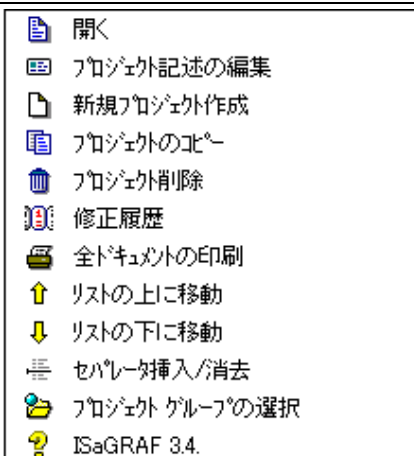 開く
ﾌﾟﾛｼﾞｪｸﾄ記述の編集
新規ﾌﾟﾛｼﾞｪｸﾄ作成
ﾌﾟﾛｼﾞｪｸﾄのｺﾋﾟｰ
ﾌﾟﾛｼﾞｪｸﾄ削除
修正履歴
全ﾄﾞｷｭﾒﾝﾄの印刷
ﾘｽﾄの上に移動
ﾘｽﾄの下に移動
ｾﾊﾟﾚｰﾀ挿入/消去
ﾌﾟﾛｼﾞｪｸﾄ ｸﾞﾙｰﾌﾟの選択
ISaGRAF 3.4.